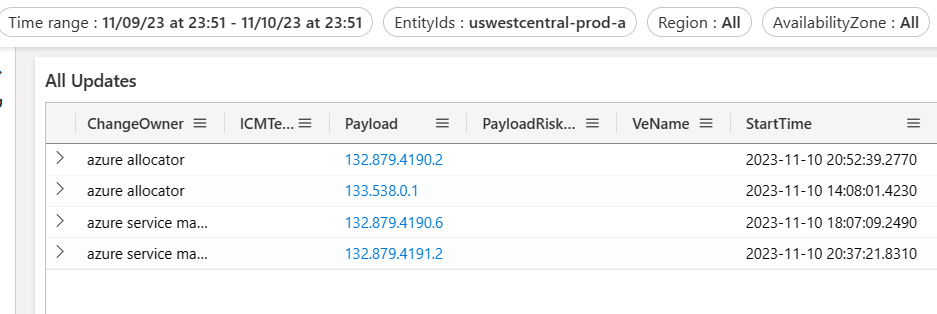 Time range : 11/09/23 at 23:51 - 11/10/23 at 23:51 EntityIds : uswestcentral-prod-a Region : All AvailabilityZone : All
All Updates
ChangeOwner ICMTe... Payload PayloadRisk... VeName StartTime
azure allocator 132.879.4190.2 2023-11-10 20:52:39.2770
azure allocator 133.538.0.1 2023-11-10 14:08:01.4230
azure service ma... 132.879.4190.6 2023-11-10 18:07:09.2490
azure service ma... 132.879.4191.2 2023-11-10 20:37:21.8310